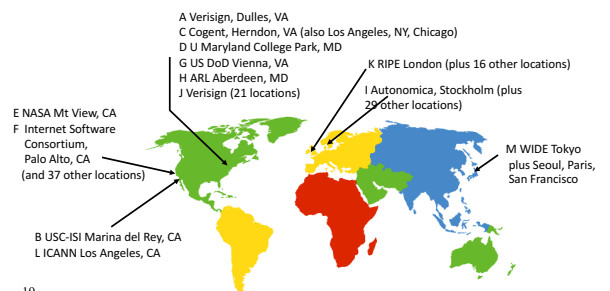 A Verisign, Dulles, VA
C Cogent, Herndon, VA (also Los Angeles, NY, Chicago)
D U Maryland College Park, MD
G US DoD Vienna, VA
H ARL Aberdeen, MD
J Verisign (21 locations)
K RIPE London (plus 16 other locations)
I Autonomica, Stockholm (plus
29 other locations)
E NASA Mt View, CA
F Internet Software
Consortium,
Palo Alto, CA
(and 37 other locations)
M WIDE Tokyo
plus Seoul, Paris,
San Francisco
B USC-ISI Marina del Rey, CA
L ICANN Los Angeles, CA